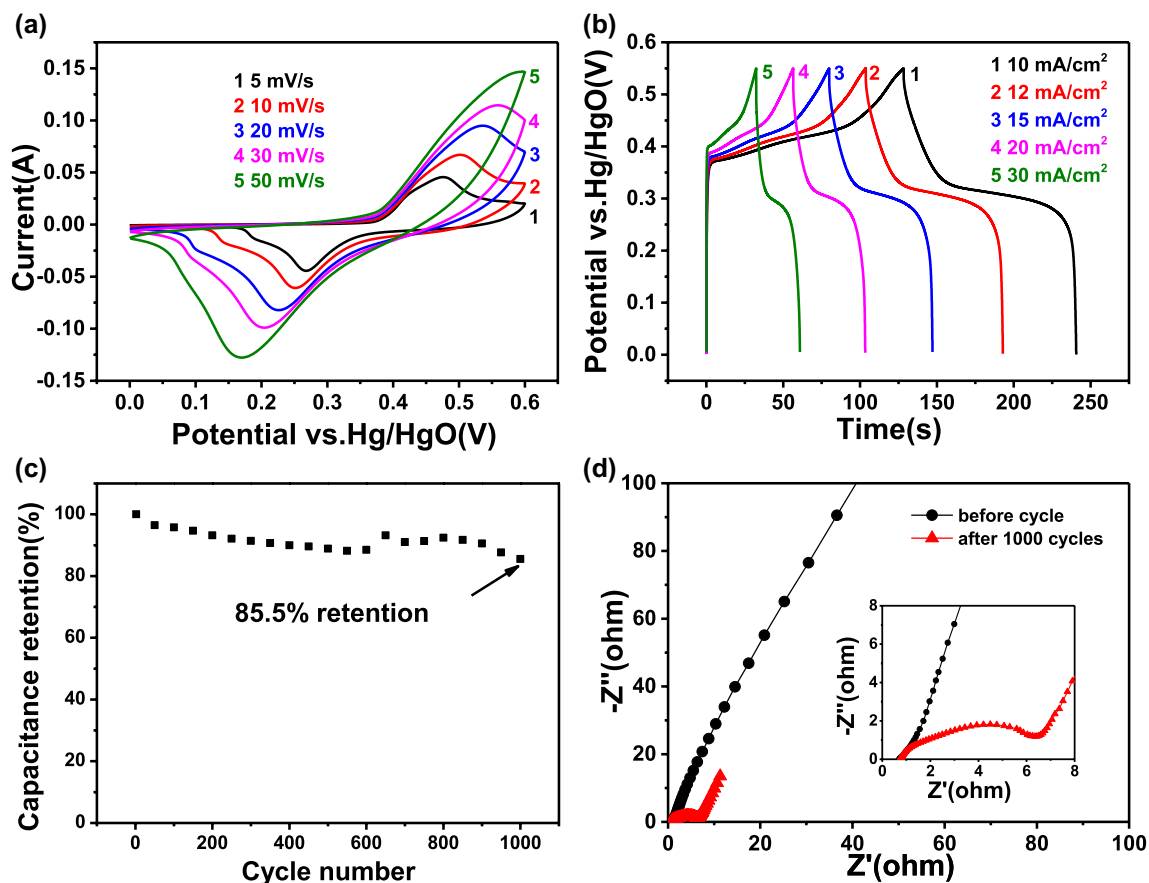 (a)
1 5 mV/s
2 10 mV/s
3 20 mV/s
4 30 mV/s
5 50 mV/s
5
4
3
2
1
0.15
0.10
0.05
0.00
-0.05
-0.10
-0.15
Current(A)
0.0 0.1 0.2 0.3 0.4 0.5 0.6
Potential vs.Hg/HgO(V)
(b)
5 4 3 2 1
1 10 mA/cm²
2 12 mA/cm²
3 15 mA/cm²
4 20 mA/cm²
5 30 mA/cm²
0.6
0.5
0.4
0.3
0.2
0.1
0.0
Potential vs.Hg/HgO(V)
0 50 100 150 200 250
Time(s)
(c)
100
80
60
40
20
0
Capacitance retention(%)
85.5% retention
0 200 400 600 800 1000
Cycle number
(d)
100
80
60
40
20
0
-Z''(ohm)
before cycle
after 1000 cycles
8
6
4
2
0
-Z''(ohm)
0 2 4 6 8
Z'(ohm)
0 20 40 60 80 100
Z'(ohm)